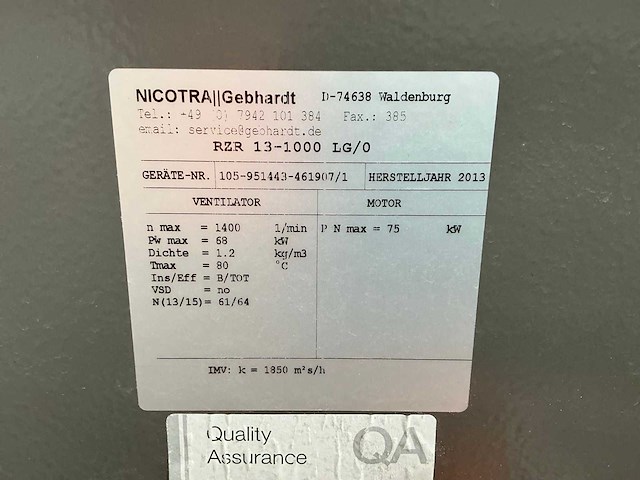 NICOTRA||Gebhardt D-74638 Waldenburg
Tel.: +49 (0) 7942 101 384 Fax.: 385
email: service@gebhardt.de
RZR 13-1000 LG/0
GERÄTE-NR. 105-951443-461907/1 HERSTELLJAHR 2013
VENTILATOR MOTOR
n max = 1400 1/min P N max = 75 kW
Pw max = 68 kW
Dichte = 1.2 kg/m3
Tmax = 80 °C
Ins/Eff = B/TOT
VSD = no
N(13/15)= 61/64
IMV: k = 1850 m²s/h
Quality QA
Assurance